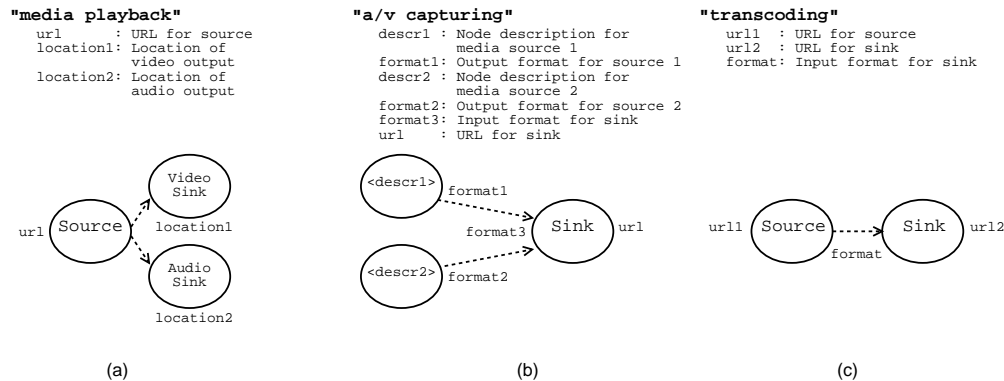 "media playback"
url : URL for source
location1: Location of
video output
location2: Location of
audio output
Video
Sink
Source
url
location1
Audio
Sink
location2
(a)
"a/v capturing"
descr1 : Node description for
media source 1
format1: Output format for source 1
descr2 : Node description for
media source 2
format2: Output format for source 2
format3: Input format for sink
url : URL for sink
<descr1>
format1
format3
Sink
url
<descr2>
format2
(b)
"transcoding"
url1 : URL for source
url2 : URL for sink
format: Input format for sink
url1
Source
format
Sink
url2
(c)